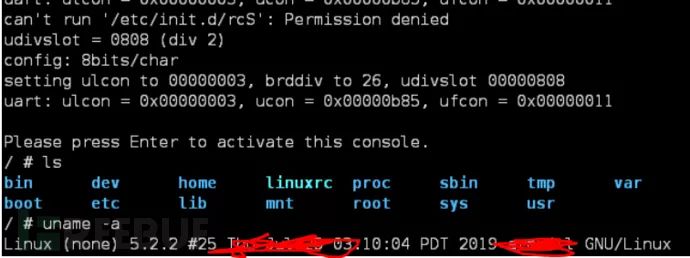 can't run '/etc/init.d/rcS': Permission denied
udivslot = 0808 (div 2)
config: 8bits/char
setting ulcon to 00000003, brddiv to 26, udivslot 00000808
uart: ulcon = 0x00000003, ucon = 0x00000b85, ufcon = 0x00000011
Please press Enter to activate this console.
/ # ls
bin dev home linuxrc proc sbin tmp var
boot etc lib mnt root sys usr
/ # uname -a
Linux (none) 5.2.2 #25 03:10:04 PDT 2019 GNU/Linux